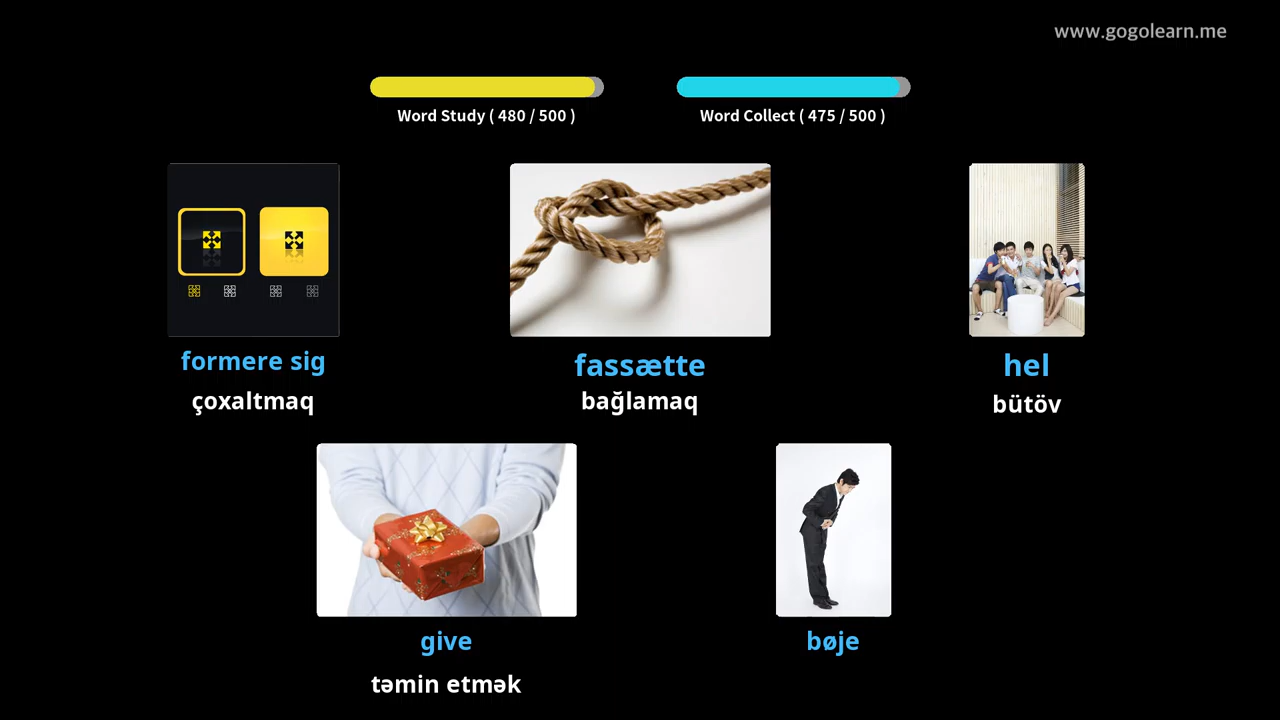 www.gogolearn.me
Word Study ( 480 / 500 )
Word Collect ( 475 / 500 )
formere sig
fassætte
hel
çoxaltmaq
bağlamaq
bütöv
give
bøje
təmin etmək